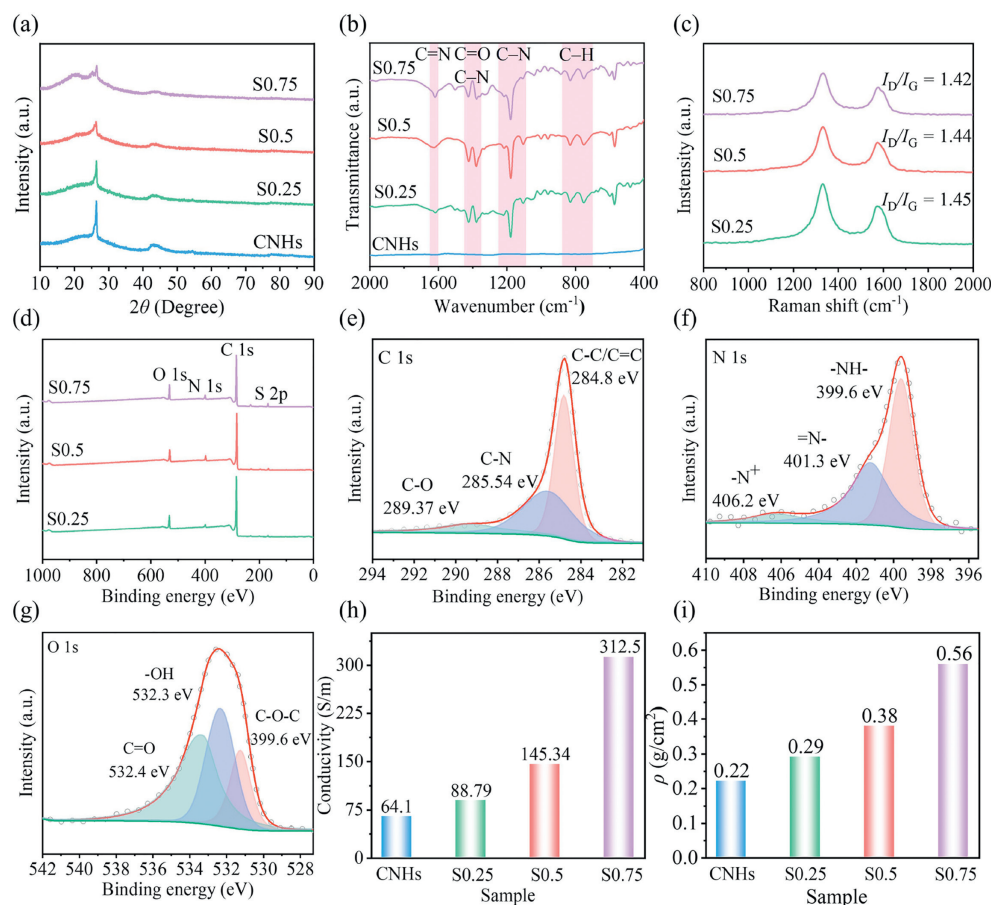 (a)
S0.75
S0.5
S0.25
CNHs
Intensity (a.u.)
10 20 30 40 50 60 70 80 90
2θ (Degree)
(b)
C=N C=O C–N C–H
C–N
S0.75
S0.5
S0.25
CNHs
Transmittance (a.u.)
2000 1600 1200 800 400
Wavenumber (cm⁻¹)
(c)
S0.75
I_D/I_G = 1.42
S0.5
I_D/I_G = 1.44
S0.25
I_D/I_G = 1.45
Instensity (a.u.)
800 1000 1200 1400 1600 1800 2000
Raman shift (cm⁻¹)
(d)
C 1s
O 1s
N 1s
S 2p
S0.75
S0.5
S0.25
Intensity (a.u.)
1000 800 600 400 200 0
Binding energy (eV)
(e)
C 1s
C-C/C=C
284.8 eV
C-N
285.54 eV
C-O
289.37 eV
Intensity (a.u.)
294 292 290 288 286 284 282
Binding energy (eV)
(f)
N 1s
-NH-
399.6 eV
=N-
401.3 eV
-N⁺
406.2 eV
Intensity (a.u.)
410 408 406 404 402 400 398 396
Binding energy (eV)
(g)
O 1s
-OH
532.3 eV
C-O-C
399.6 eV
C=O
532.4 eV
Intensity (a.u.)
542 540 538 536 534 532 530 528
Binding energy (eV)
(h)
300
225
150
75
0
Conducivity (S/m)
64.1
88.79
145.34
312.5
CNHs S0.25 S0.5 S0.75
Sample
(i)
0.6
0.5
0.4
0.3
0.2
0.1
0.0
ρ (g/cm²)
0.22
0.29
0.38
0.56
CNHs S0.25 S0.5 S0.75
Sample